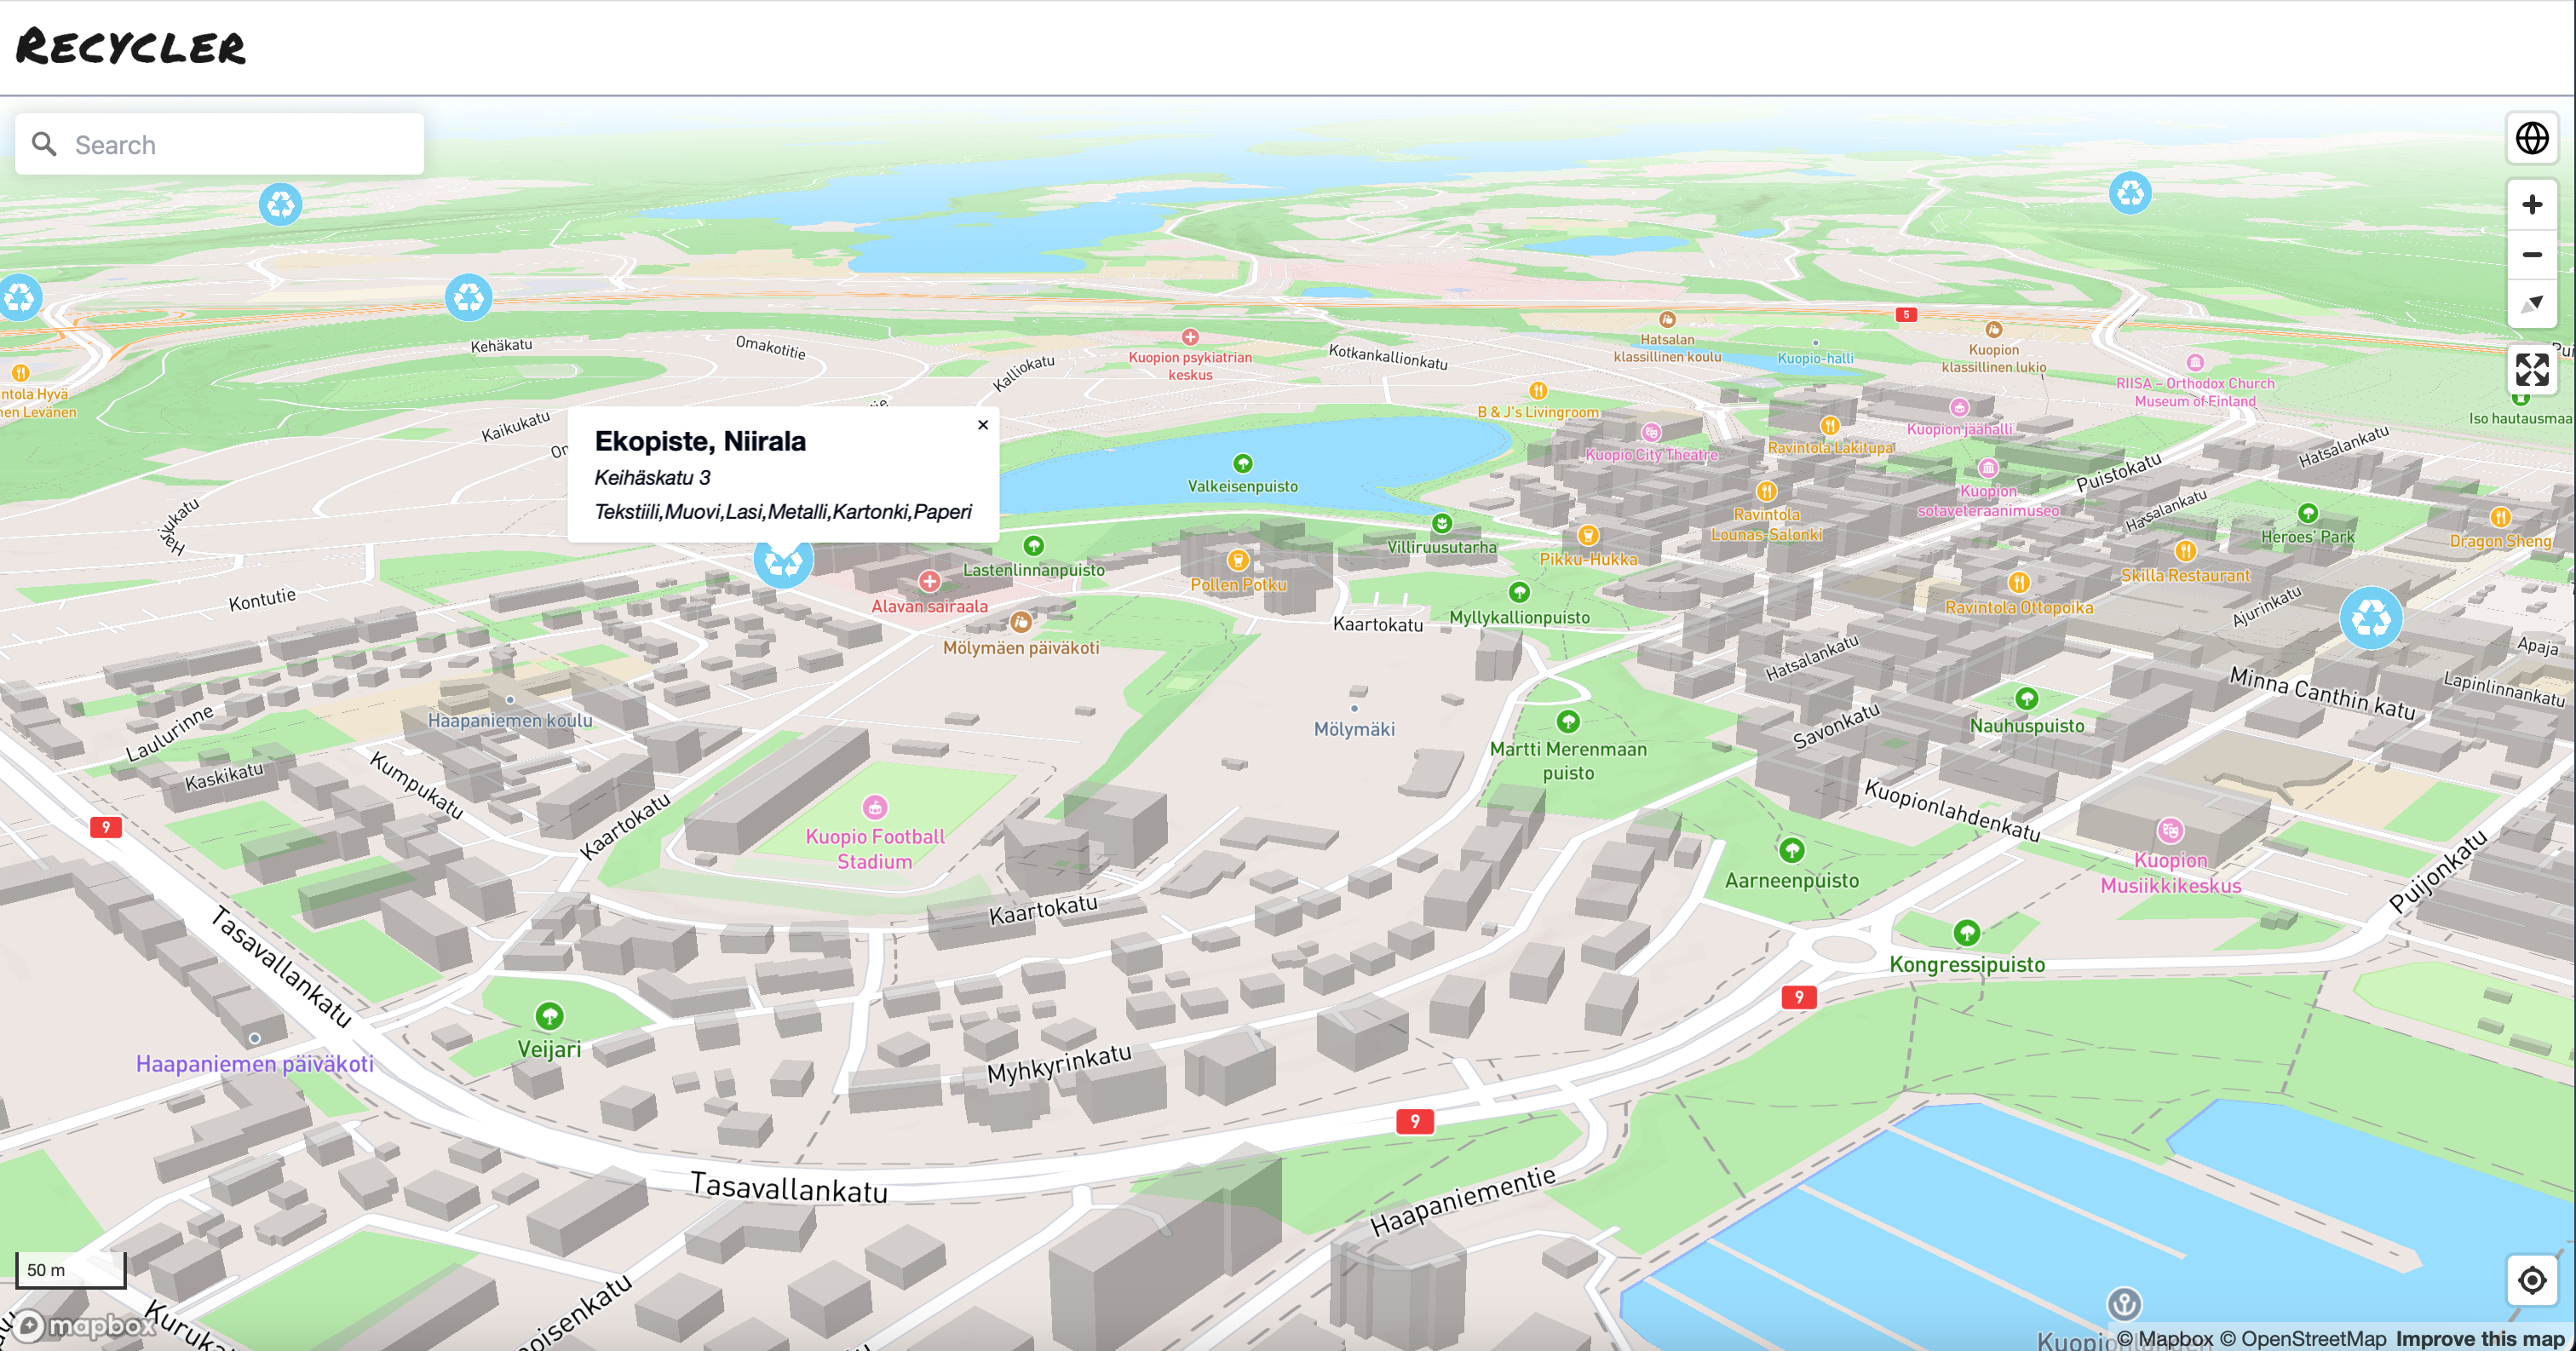 RECYCLER
Search
5
Kehäkatu
Omakotitie
Kalliokatu
Kuopion psykiatrian
keskus
Kotkankallionkatu
Hatsalan
klassillinen koulu
Kuopio-halli
Kuopion
klassillinen lukio
RIISA – Orthodox Church
Museum of Finland
ntola Hyvä
nen Levänen
B & J's Livingroom
Iso hautausmaa
Kaikukatu
Kuopio City Theatre
Ravintola Lakitupa
Kuopion jäähalli
Hatsalankatu
Puistokatu
×
Ekopiste, Niirala
Keihäskatu 3
Tekstiili,Muovi,Lasi,Metalli,Kartonki,Paperi
Valkeisenpuisto
Kuopion
sotaveteraanimuseo
Hatsalankatu
Ravintola
Lounas-Salonki
Heroes' Park
Dragon Sheng
Villiruusutarha
Pikku-Hukka
Lastenlinnanpuisto
Pollen Potku
Skilla Restaurant
Kontutie
Alavan sairaala
Ravintola Ottopoika
Ajurinkatu
Myllykallionpuisto
Kaartokatu
Mölymäen päiväkoti
Apaja
Hatsalankatu
Minna Canthin katu
Lapinlinnankatu
Haapaniemen koulu
Laulurinne
Mölymäki
Nauhuspuisto
Savonkatu
Martti Merenmaan
puisto
Kaskikatu
Kumpukatu
Kuopionlahdenkatu
9
Kaartokatu
Kuopio Football
Stadium
Kuopion
Musiikkikeskus
Puijonkatu
Aarneenpuisto
Kaartokatu
Tasavallankatu
Kongressipuisto
9
Veijari
Haapaniemen päiväkoti
Myhkyrinkatu
9
Tasavallankatu
Haapaniementie
50 m
mapbox
© Mapbox © OpenStreetMap Improve this map